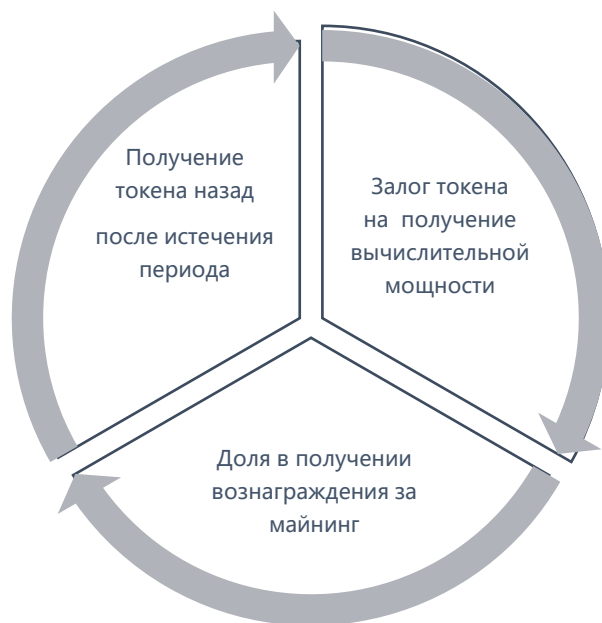 Получение
токена назад
после истечения
периода
Залог токена
на  получение
вычислительной
мощности
Доля в получении
вознаграждения за
майнинг